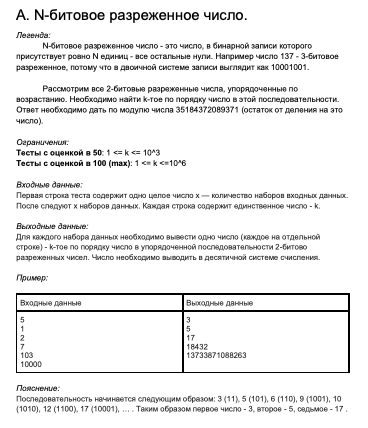 А. N-битовое разреженное число.
Легенда:
N-битовое разреженное число - это число, в бинарной записи которого
присутствует ровно N единиц - все остальные нули. Например число 137 - 3-битовое
разреженное, потому что в двоичной системе записи выглядит как 10001001.
Рассмотрим все 2-битовые разреженные числа, упорядоченные по
возрастанию. Необходимо найти k-тое по порядку число в этой последовательности.
Ответ необходимо дать по модулю числа 35184372089371 (остаток от деления на это
число).
Ограничения:
Тесты с оценкой в 50: 1 <= k <= 10^3
Тесты с оценкой в 100 (max): 1 <= k <=10^6
Входные данные:
Первая строка теста содержит одно целое число x — количество наборов входных данных.
После следуют x наборов данных. Каждая строка содержит единственное число - k.
Выходные данные:
Для каждого набора данных необходимо вывести одно число (каждое на отдельной
строке) - k-тое по порядку число в упорядоченной последовательности 2-битово
разреженных чисел. Число необходимо выводить в десятичной системе счисления.
Пример:
Входные данные
Выходные данные
5
1
2
7
103
10000
3
5
17
18432
13733871088263
Пояснение:
Последовательность начинается следующим образом: 3 (11), 5 (101), 6 (110), 9 (1001), 10
(1010), 12 (1100), 17 (10001), ... . Таким образом первое число - 3, второе - 5, седьмое - 17 .